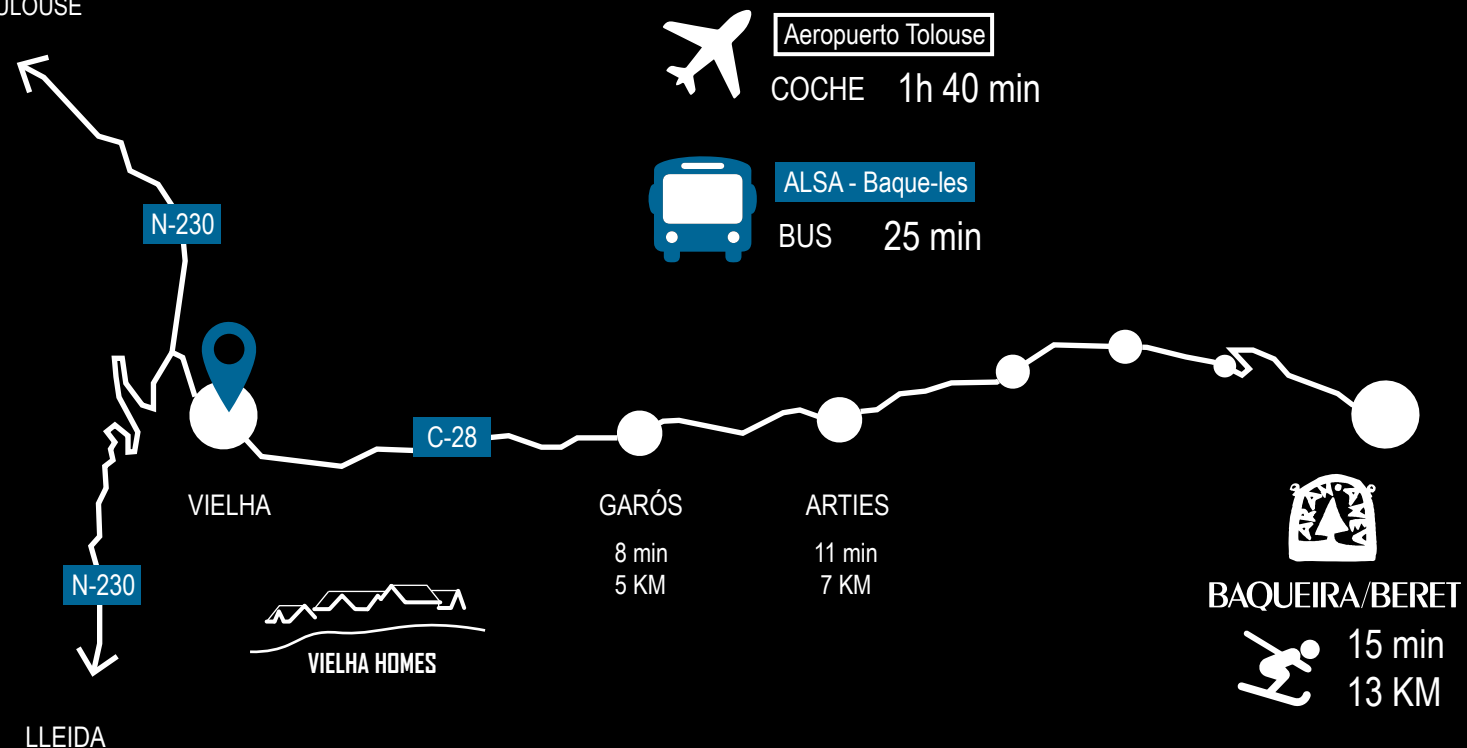 Aeropuerto Tolouse
COCHE 1h 40 min
ALSA - Baque-les
BUS 25 min
N-230
C-28
VIELHA
GARÓS
8 min
5 KM
ARTIES
11 min
7 KM
N-230
VIELHA HOMES
BAQUEIRA/BERET
15 min
13 KM
LLEIDA